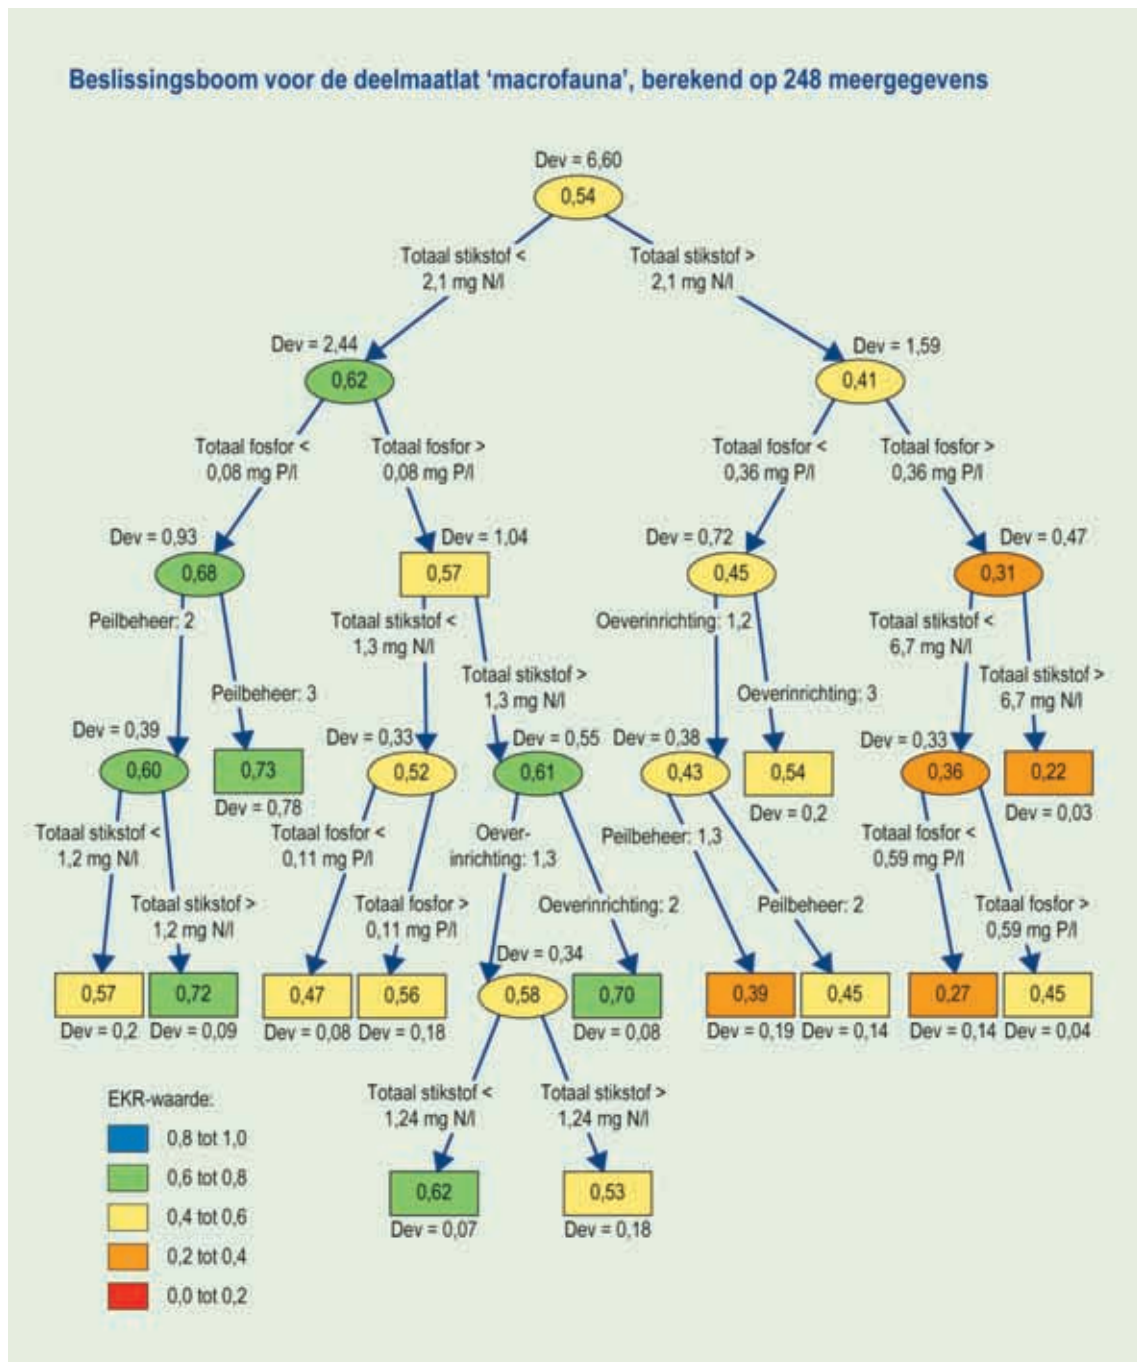 Beslissingsboom voor de deelmaatlat ‘macrofauna’, berekend op 248 meergegevens
Dev = 6,60
0,54
Totaal stikstof <
2,1 mg N/l
Totaal stikstof >
2,1 mg N/l
Dev = 2,44
0,62
Dev = 1,59
0,41
Totaal fosfor <
0,08 mg P/l
Totaal fosfor >
0,08 mg P/l
Totaal fosfor <
0,36 mg P/l
Totaal fosfor >
0,36 mg P/l
Dev = 0,93
0,68
Dev = 1,04
0,57
Dev = 0,72
0,45
Dev = 0,47
0,31
Peilbeheer: 2
Peilbeheer: 3
Totaal stikstof <
1,3 mg N/l
Totaal stikstof >
1,3 mg N/l
Oeverinrichting: 1,2
Oeverinrichting: 3
Totaal stikstof <
6,7 mg N/l
Totaal stikstof >
6,7 mg N/l
Dev = 0,39
0,60
0,73
Dev = 0,78
Dev = 0,33
0,52
Dev = 0,55
0,61
Dev = 0,38
0,43
0,54
Dev = 0,2
Dev = 0,33
0,36
0,22
Dev = 0,03
Totaal stikstof <
1,2 mg N/l
Totaal stikstof >
1,2 mg N/l
Totaal fosfor <
0,11 mg P/l
Totaal fosfor >
0,11 mg P/l
Oever-
inrichting: 1,3
Oeverinrichting: 2
Peilbeheer: 1,3
Peilbeheer: 2
Totaal fosfor <
0,59 mg P/l
Totaal fosfor >
0,59 mg P/l
0,57
Dev = 0,2
0,72
Dev = 0,09
0,47
Dev = 0,08
0,56
Dev = 0,18
Dev = 0,34
0,58
0,70
Dev = 0,08
0,39
Dev = 0,19
0,45
Dev = 0,14
0,27
Dev = 0,14
0,45
Dev = 0,04
Totaal stikstof <
1,24 mg N/l
Totaal stikstof >
1,24 mg N/l
0,62
Dev = 0,07
0,53
Dev = 0,18
EKR-waarde:
0,8 tot 1,0
0,6 tot 0,8
0,4 tot 0,6
0,2 tot 0,4
0,0 tot 0,2